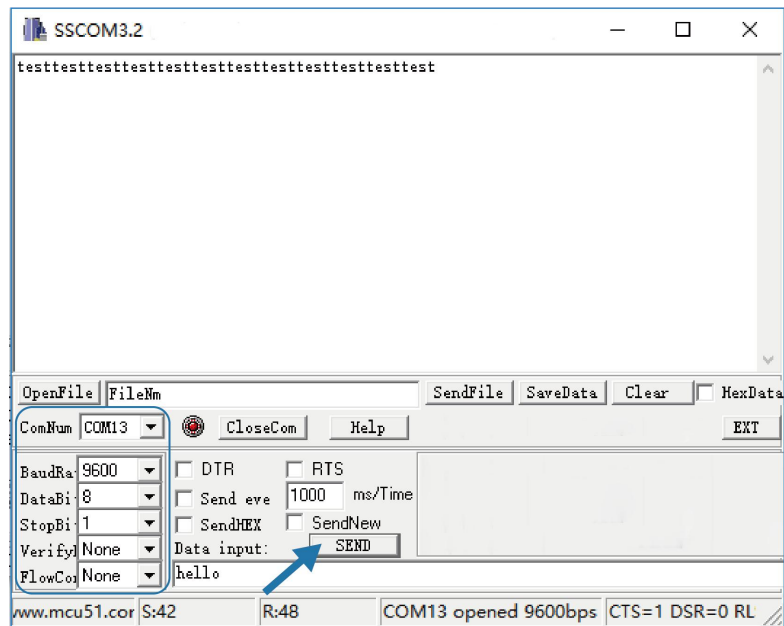 SSCOM3.2
testtesttesttesttesttesttesttesttesttesttesttest
OpenFile FileNm SendFile SaveData Clear HexData
ComNum COM13 CloseCom Help EXT
BaudRa 9600 DTR RTS
DataBi 8 Send eve 1000 ms/Time
StopBi 1 SendHEX SendNew
Verify None Data input: SEND
FlowCo None hello
www.mcu51.cor S:42 R:48 COM13 opened 9600bps CTS=1 DSR=0 RL